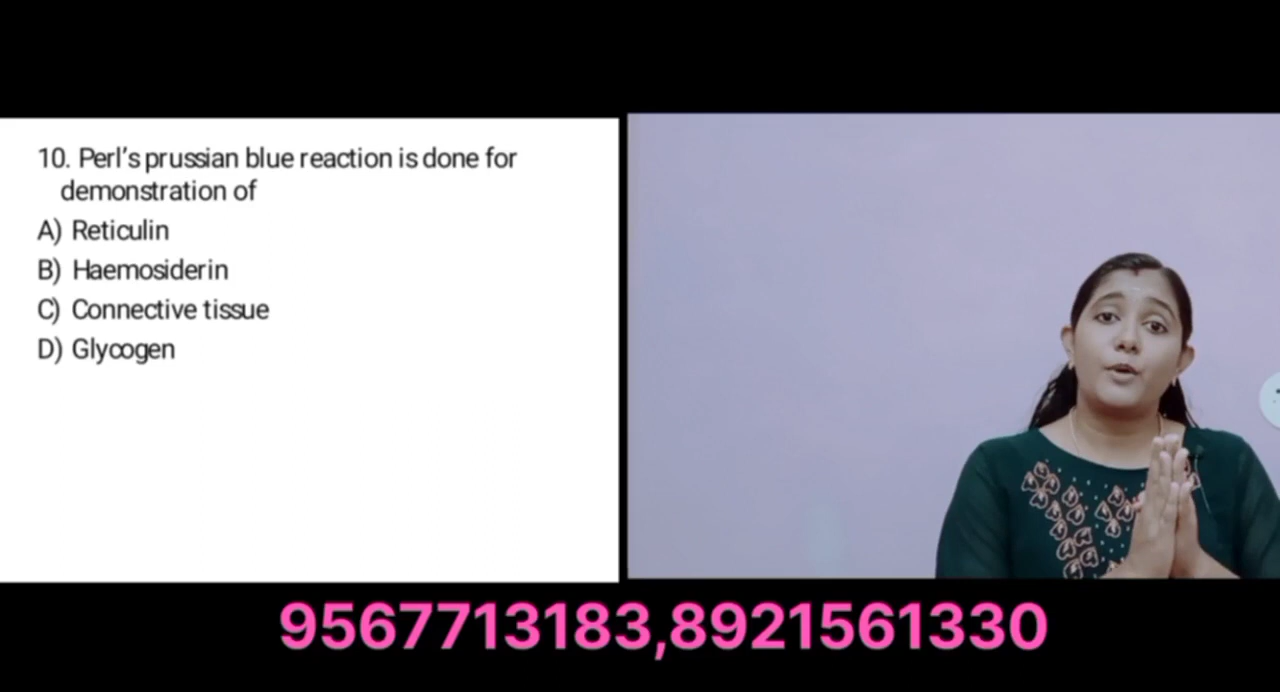 10. Perl's prussian blue reaction is done for
demonstration of
A) Reticulin
B) Haemosiderin
C) Connective tissue
D) Glycogen
9567713183,8921561330